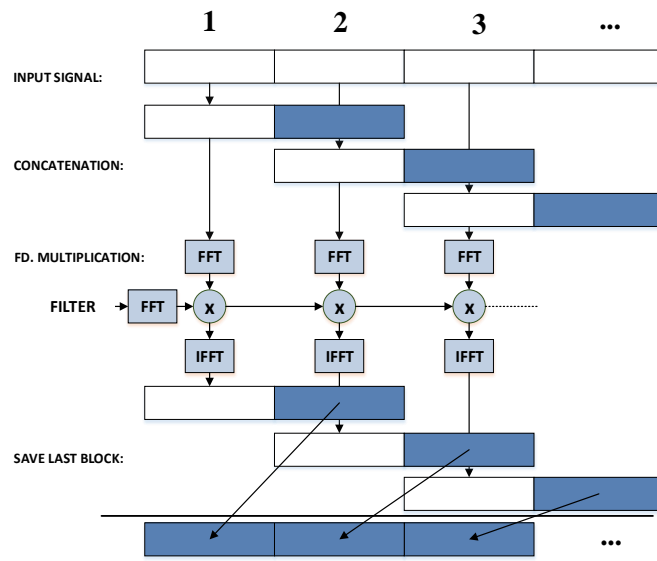 1 2 3 ...
INPUT SIGNAL:
CONCATENATION:
FD. MULTIPLICATION: FFT FFT FFT
FILTER FFT X X X
IFFT IFFT IFFT
SAVE LAST BLOCK:
...